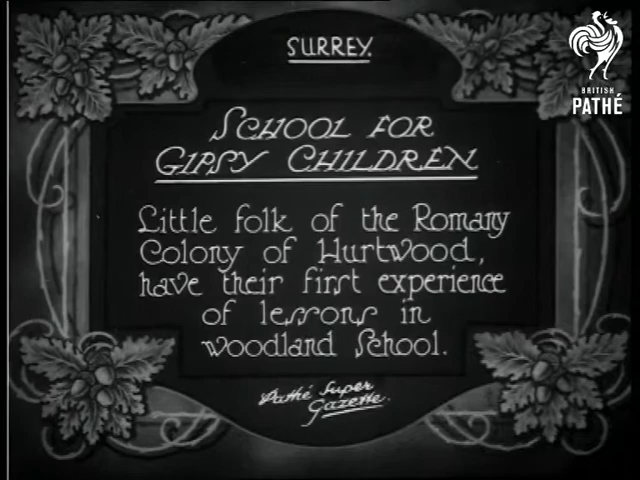 SURREY.
BRITISH
PATHÉ
SCHOOL FOR
GIPSY CHILDREN
Little folk of the Romany
Colony of Hurtwood,
have their first experience
of lessons in
woodland School.
Pathé Super
Gazette.